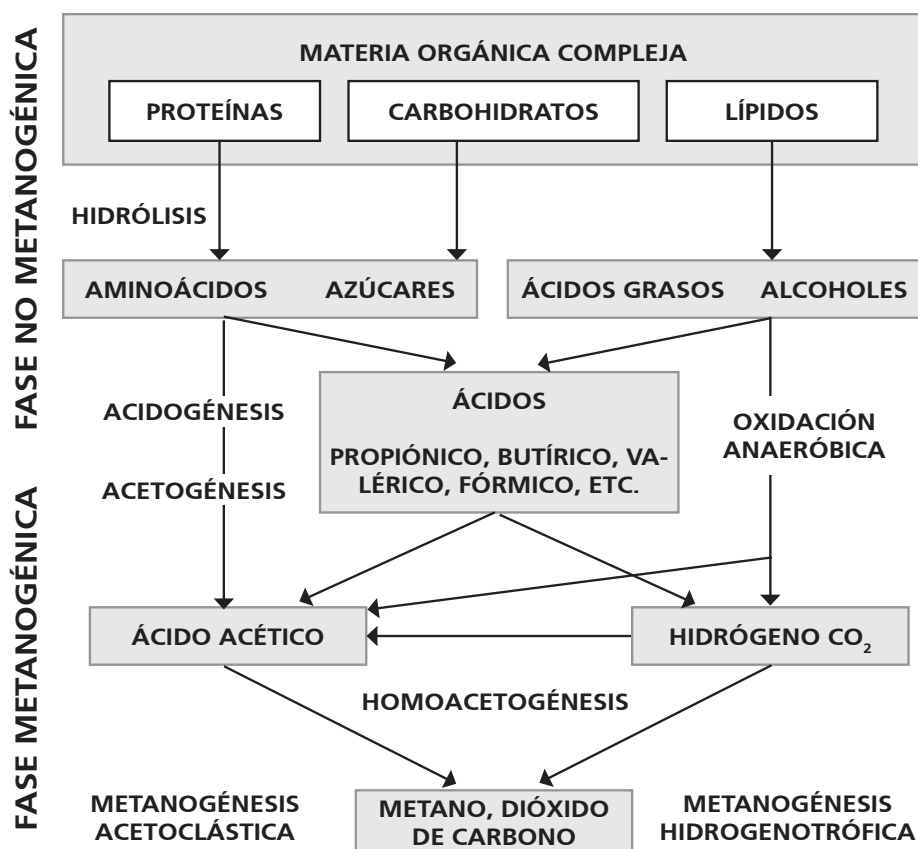 FASE NO METANOGÉNICA
MATERIA ORGÁNICA COMPLEJA
PROTEÍNAS
CARBOHIDRATOS
LÍPIDOS
HIDRÓLISIS
AMINOÁCIDOS AZÚCARES
ÁCIDOS GRASOS ALCOHOLES
ACIDOGÉNESIS
ACETOGÉNESIS
ÁCIDOS
PROPIÓNICO, BUTÍRICO, VA-
LÉRICO, FÓRMICO, ETC.
OXIDACIÓN
ANAERÓBICA
FASE METANOGÉNICA
ÁCIDO ACÉTICO
HIDRÓGENO CO₂
HOMOACETOGÉNESIS
METANOGÉNESIS
ACETOCLÁSTICA
METANO, DIÓXIDO
DE CARBONO
METANOGÉNESIS
HIDROGENOTRÓFICA